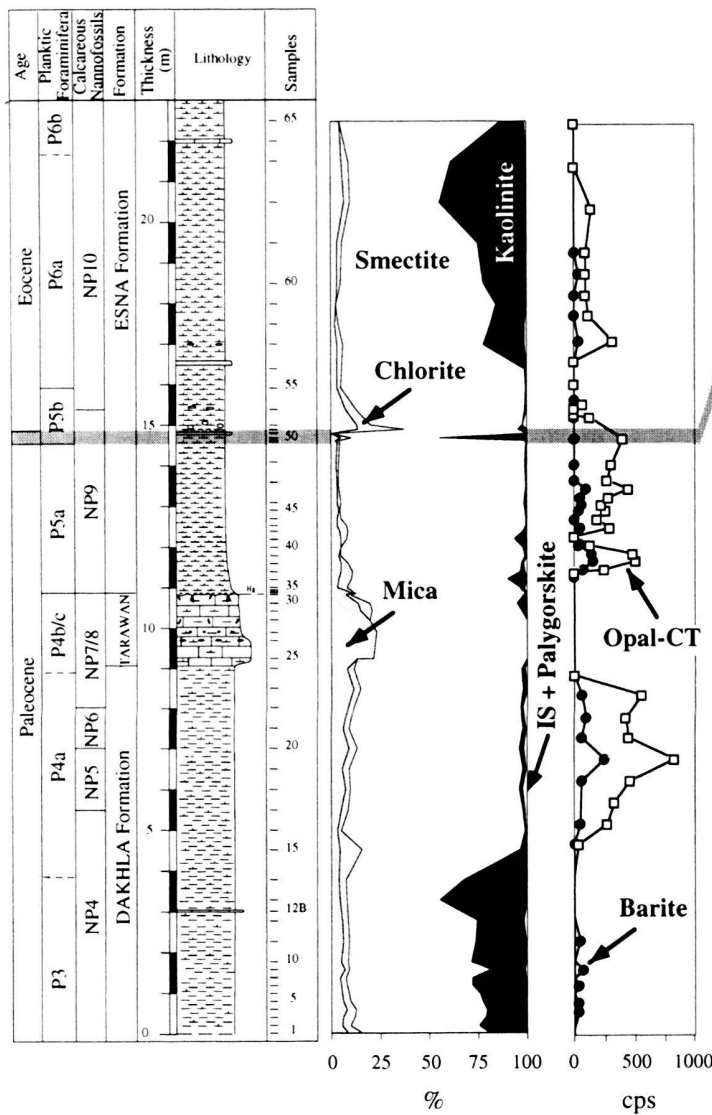 Age
Planktic
Foraminifera
Calcareous
Nannofossils
Formation
Thickness
(m)
Lithology
Samples
Eocene
Paleocene
P6b
P6a
P5b
P5a
P4b/c
P4a
P3
NP10
NP9
NP7/8
NP6
NP5
NP4
ESNA Formation
TARAWAN
DAKHLA Formation
20
15
10
5
0
65
60
55
50
45
40
35
30
25
20
15
12B
10
5
1
Kaolinite
Smectite
Chlorite
Mica
IS + Palygorskite
Opal-CT
Barite
0 25 50 75 100
%
0 500 1000
cps